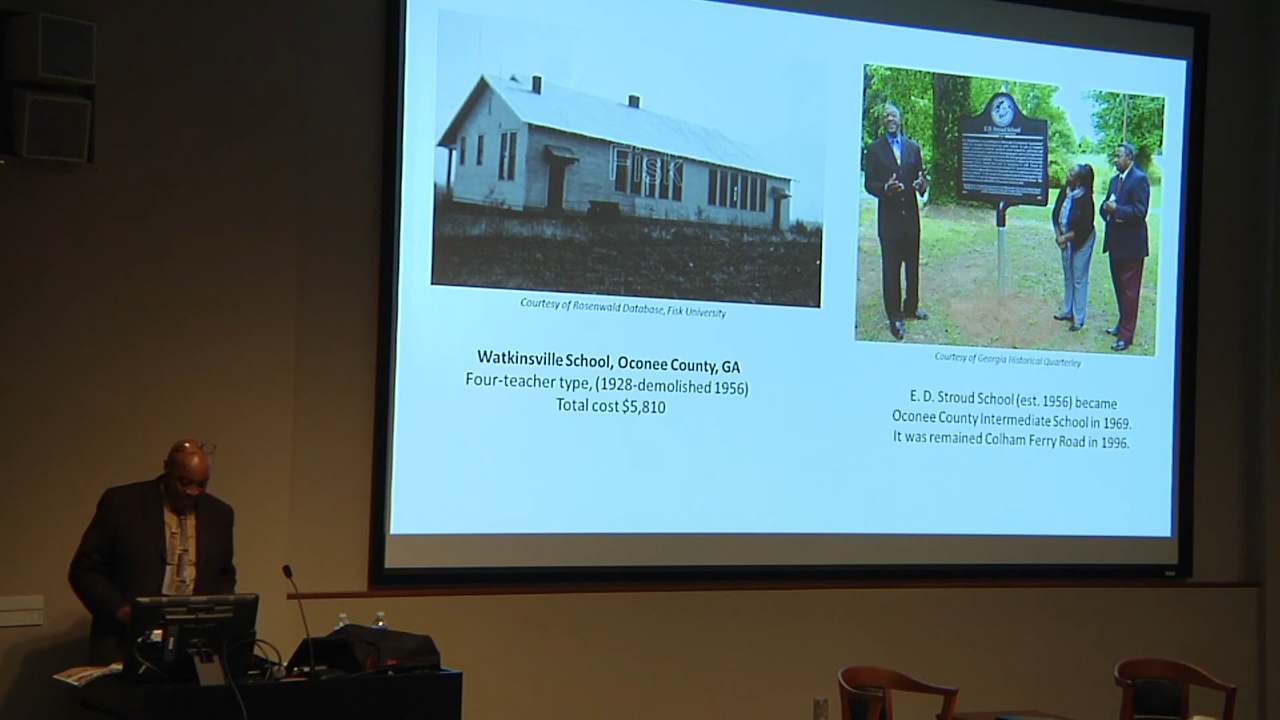 Fisk
Courtesy of Rosenwald Database, Fisk University
Watkinsville School, Oconee County, GA
Four-teacher type, (1928-demolished 1956)
Total cost $5,810
E. D. Stroud School
Courtesy of Georgia Historical Quarterley
E. D. Stroud School (est. 1956) became
Oconee County Intermediate School in 1969.
It was remained Colham Ferry Road in 1996.